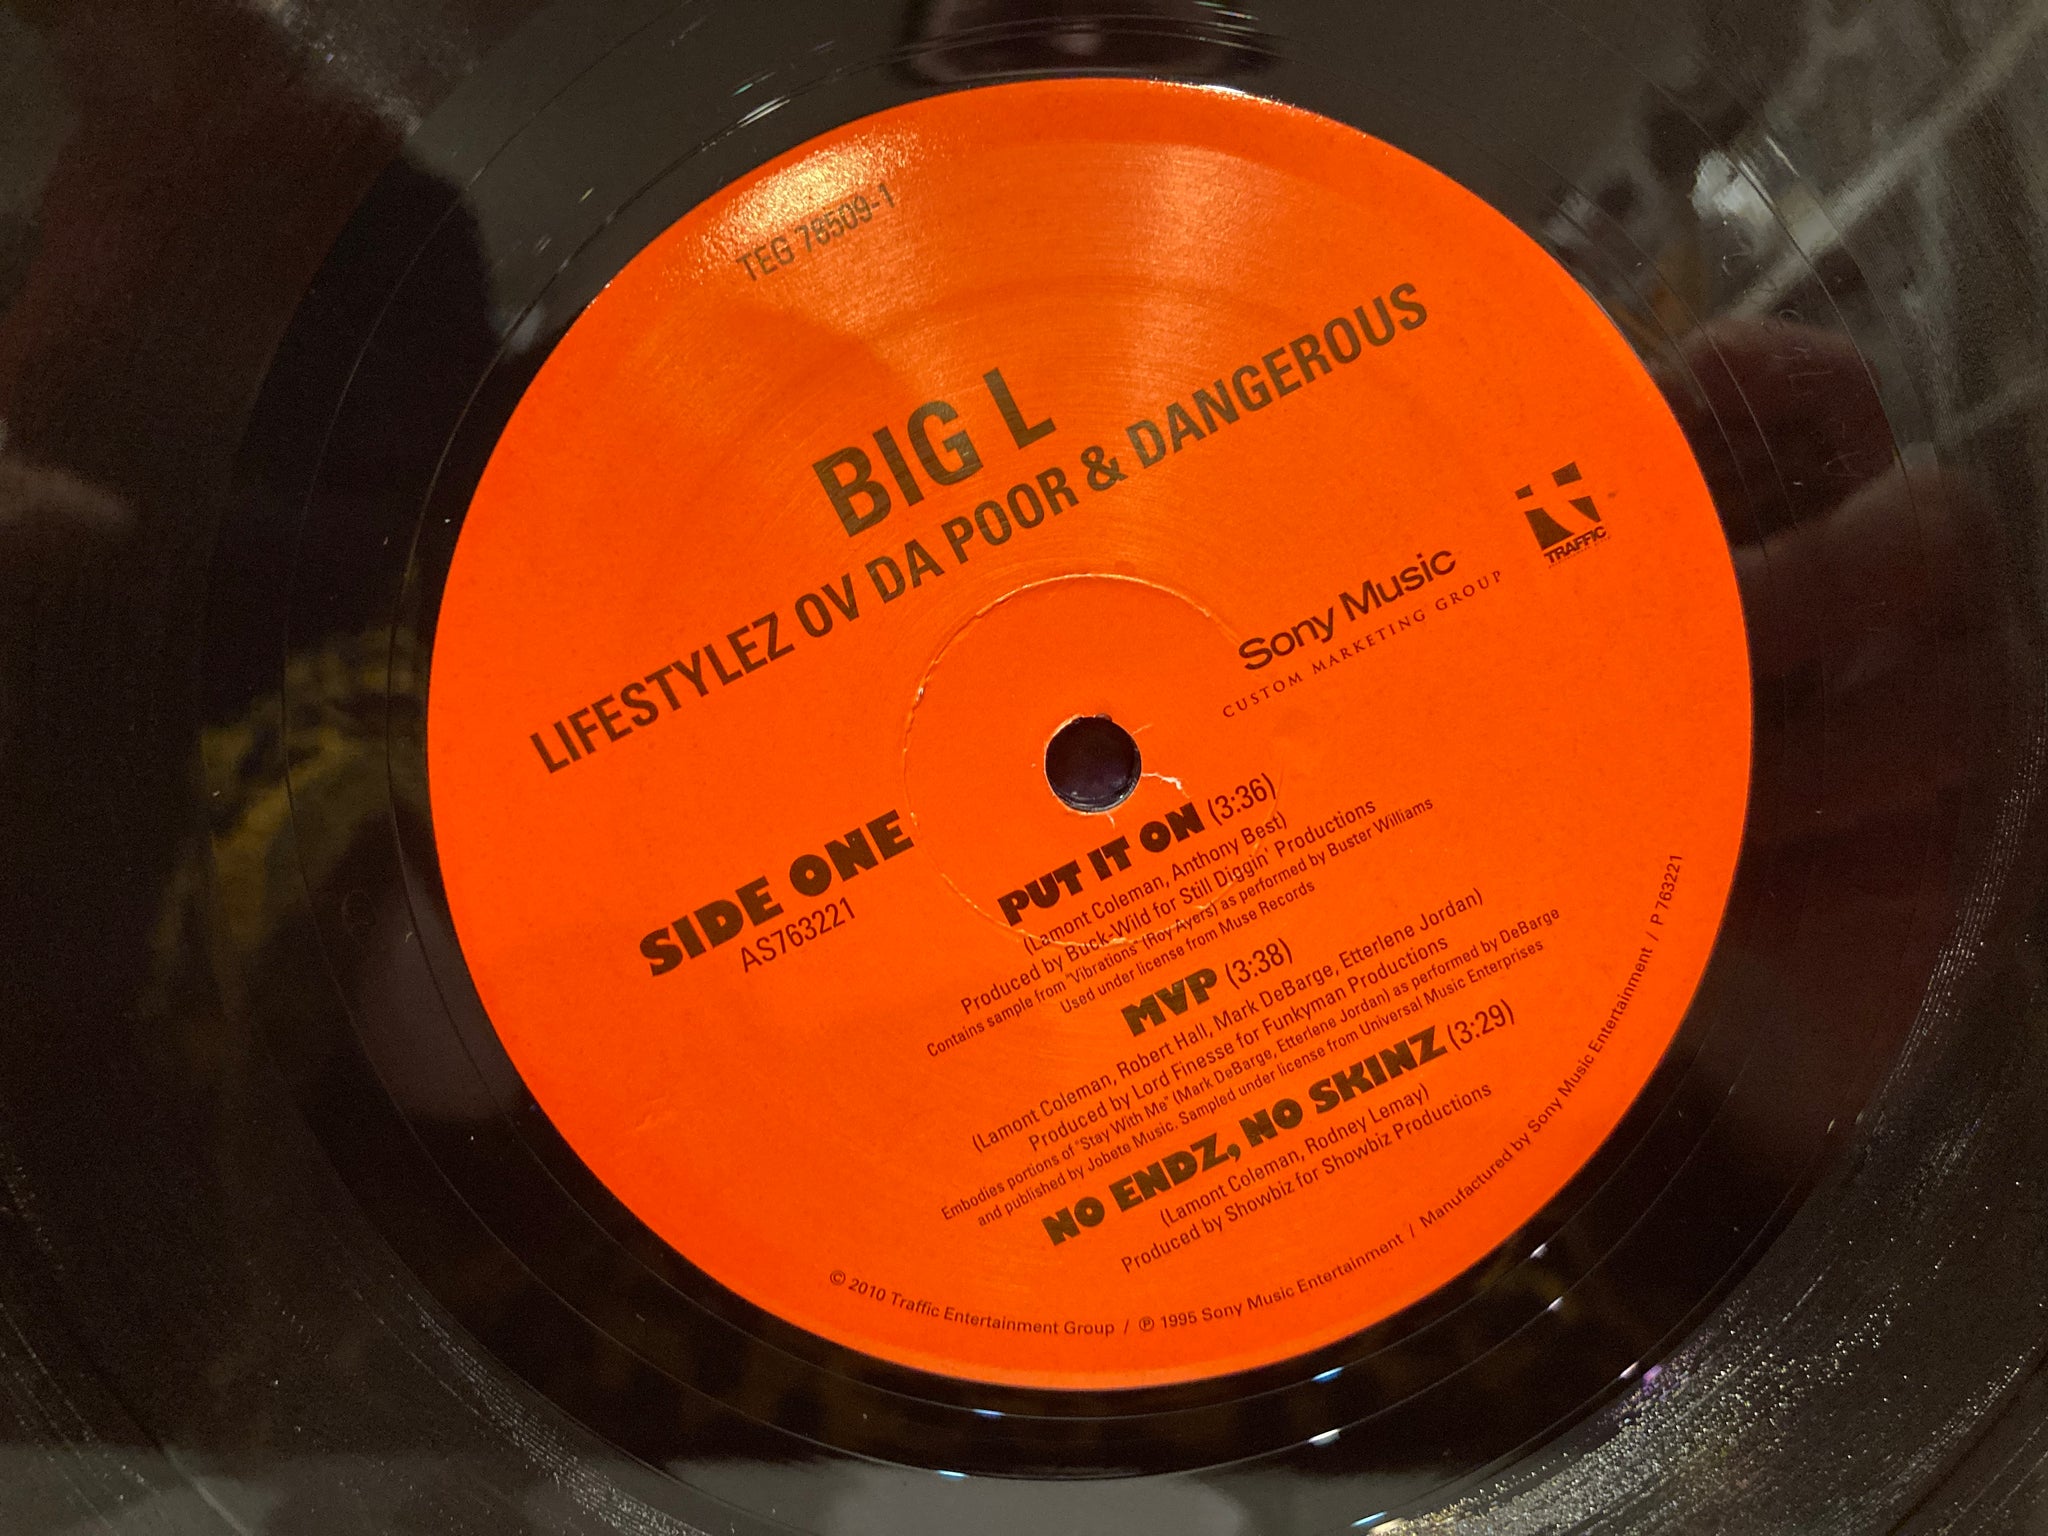 TEG 76509-1
BIG L
LIFESTYLEZ OV DA POOR & DANGEROUS
TRAFFIC
Sony Music
CUSTOM MARKETING GROUP
SIDE ONE
AS763221
PUT IT ON (3:36)
(Lamont Coleman, Anthony Best)
Produced by Buck-Wild for Still Diggin' Productions
Contains sample from "Vibrations" (Roy Ayers) as performed by Buster Williams
Used under license from Muse Records
MVP (3:38)
(Lamont Coleman, Robert Hall, Mark DeBarge, Etterlene Jordan)
Produced by Lord Finesse for Funkyman Productions
Embodies portions of "Stay With Me" (Mark DeBarge, Etterlene Jordan) as performed by DeBarge
and published by Jobete Music. Sampled under license from Universal Music Enterprises
NO ENDZ, NO SKINZ (3:29)
(Lamont Coleman, Rodney Lemay)
Produced by Showbiz for Showbiz Productions
© 2010 Traffic Entertainment Group / ℗ 1995 Sony Music Entertainment / Manufactured by Sony Music Entertainment / P 763221